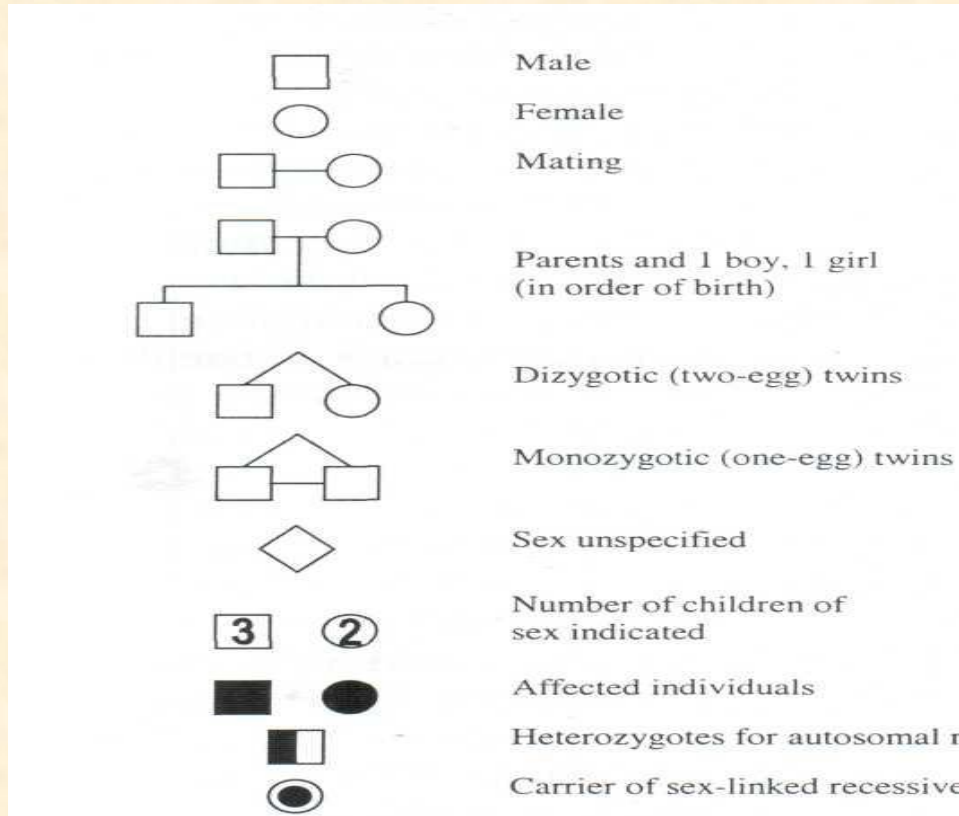 Male
Female
Mating
Parents and 1 boy, 1 girl
(in order of birth)
Dizygotic (two-egg) twins
Monozygotic (one-egg) twins
Sex unspecified
3 2
Number of children of
sex indicated
Affected individuals
Heterozygotes for autosomal
Carrier of sex-linked recessive